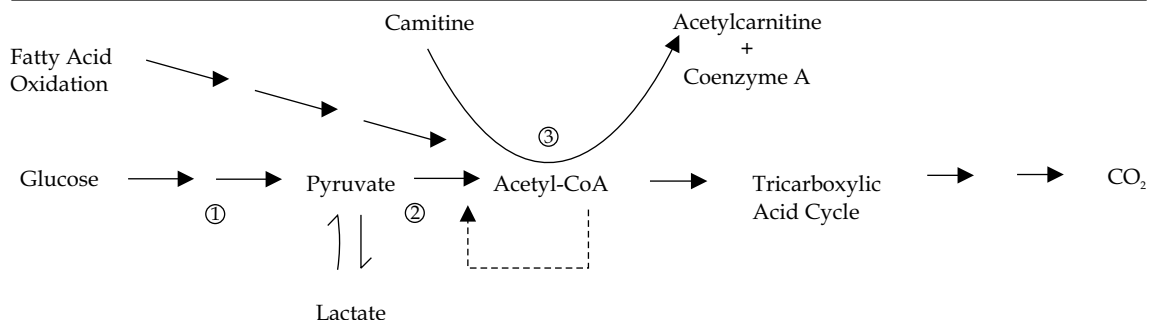 Camitine
Acetylcarnitine
+
Coenzyme A
Fatty Acid
Oxidation
③
Glucose
Pyruvate
Acetyl-CoA
Tricarboxylic
Acid Cycle
CO₂
①
②
Lactate